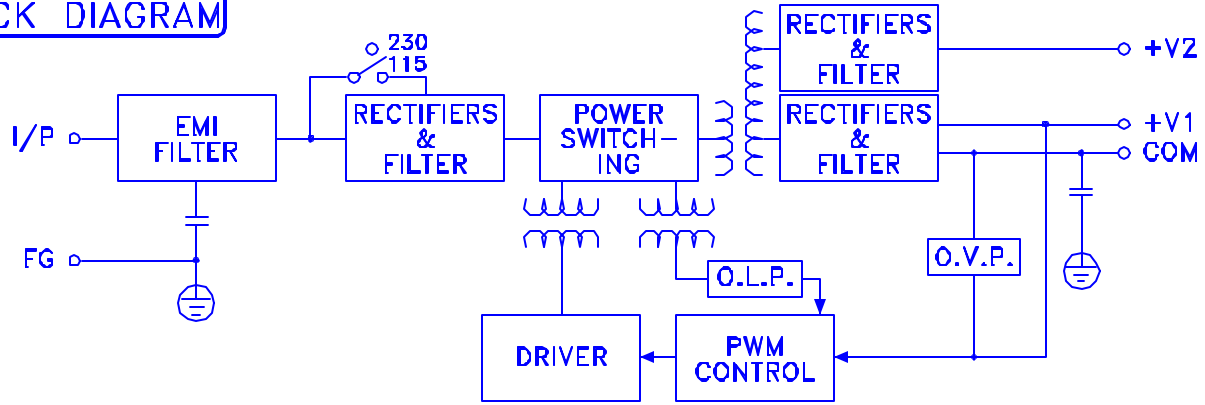 CK DIAGRAM
230
115
I/P
EMI
FILTER
RECTIFIERS
&
FILTER
POWER
SWITCH-
ING
RECTIFIERS
&
FILTER
+V2
RECTIFIERS
&
FILTER
+V1
COM
FG
O.L.P.
O.V.P.
DRIVER
PWM
CONTROL